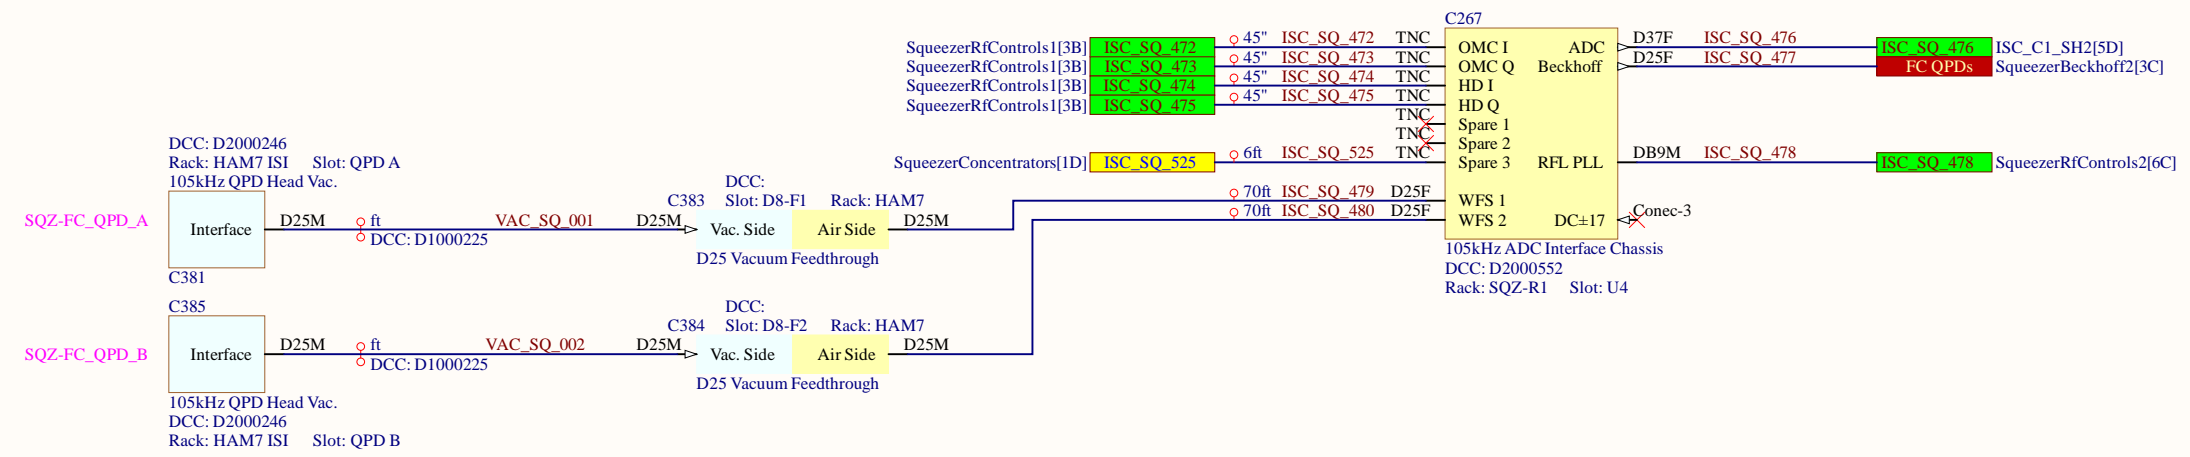 C267
SqueezerRfControls1[3B] ISC_SQ_472 45" ISC_SQ_472 TNC OMC I ADC D37F ISC_SQ_476 ISC_SQ_476 ISC_C1_SH2[5D]
SqueezerRfControls1[3B] ISC_SQ_473 45" ISC_SQ_473 TNC OMC Q Beckhoff D25F ISC_SQ_477 FC QPDs SqueezerBeckhoff2[3C]
SqueezerRfControls1[3B] ISC_SQ_474 45" ISC_SQ_474 TNC HD I
SqueezerRfControls1[3B] ISC_SQ_475 45" ISC_SQ_475 TNC HD Q
TNC Spare 1
TNC Spare 2
SqueezerConcentrators[1D] ISC_SQ_525 6ft ISC_SQ_525 TNC Spare 3 RFL PLL DB9M ISC_SQ_478 ISC_SQ_478 SqueezerRfControls2[6C]
70ft ISC_SQ_479 D25F WFS 1
70ft ISC_SQ_480 D25F WFS 2 DC±17 Conec-3
105kHz ADC Interface Chassis
DCC: D2000552
Rack: SQZ-R1 Slot: U4
DCC: D2000246
Rack: HAM7 ISI Slot: QPD A
105kHz QPD Head Vac.
SQZ-FC_QPD_A
Interface
D25M
ft
DCC: D1000225
VAC_SQ_001
D25M
C381
DCC:
C383 Slot: D8-F1 Rack: HAM7
Vac. Side Air Side
D25M
D25 Vacuum Feedthrough
C385
SQZ-FC_QPD_B
Interface
D25M
ft
DCC: D1000225
VAC_SQ_002
D25M
105kHz QPD Head Vac.
DCC: D2000246
Rack: HAM7 ISI Slot: QPD B
DCC:
C384 Slot: D8-F2 Rack: HAM7
Vac. Side Air Side
D25M
D25 Vacuum Feedthrough